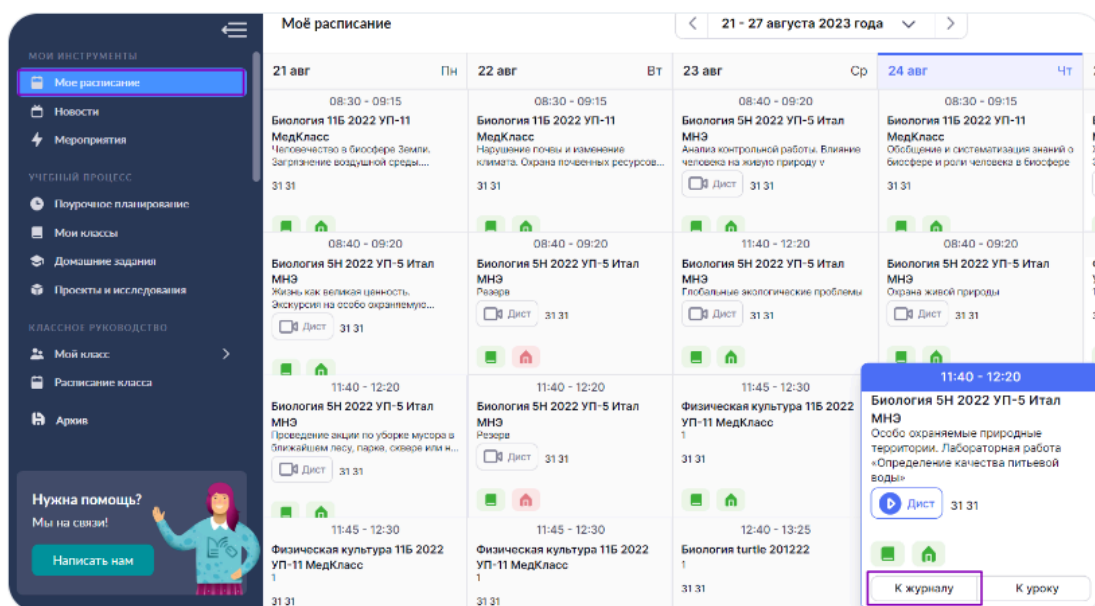 Моё расписание
21 - 27 августа 2023 года
МОИ ИНСТРУМЕНТЫ
Мое расписание
Новости
Мероприятия
УЧЕБНЫЙ ПРОЦЕСС
Поурочное планирование
Мои классы
Домашние задания
Проекты и исследования
КЛАССНОЕ РУКОВОДСТВО
Мой класс
Расписание класса
Архив
Нужна помощь?
Мы на связи!
Написать нам
21 авг Пн
08:30 - 09:15
Биология 11Б 2022 УП-11
МедКласс
Человечество в биосфере Земли.
Загрязнение воздушной среды....
31 31
08:40 - 09:20
Биология 5Н 2022 УП-5 Итал
МНЭ
Жизнь как великая ценность.
Экскурсия на особо охраняемую...
Дист 31 31
11:40 - 12:20
Биология 5Н 2022 УП-5 Итал
МНЭ
Проведение акции по уборке мусора в
ближайшем лесу, парке, сквере или н...
Дист 31 31
11:45 - 12:30
Физическая культура 11Б 2022
УП-11 МедКласс
1
31 31
22 авг Вт
08:30 - 09:15
Биология 11Б 2022 УП-11
МедКласс
Нарушение почвы и изменение
климата. Охрана почвенных ресурсов...
31 31
08:40 - 09:20
Биология 5Н 2022 УП-5 Итал
МНЭ
Резерв
Дист 31 31
11:40 - 12:20
Биология 5Н 2022 УП-5 Итал
МНЭ
Резерв
Дист 31 31
11:45 - 12:30
Физическая культура 11Б 2022
УП-11 МедКласс
1
31 31
23 авг Ср
08:40 - 09:20
Биология 5Н 2022 УП-5 Итал
МНЭ
Анализ контрольной работы. Влияние
человека на живую природу v
Дист 31 31
11:40 - 12:20
Биология 5Н 2022 УП-5 Итал
МНЭ
Глобальные экологические проблемы
Дист 31 31
11:45 - 12:30
Физическая культура 11Б 2022
УП-11 МедКласс
1
31 31
12:40 - 13:25
Биология turtle 201222
1
31 31
24 авг Чт
08:30 - 09:15
Биология 11Б 2022 УП-11
МедКласс
Обобщение и систематизация знаний о
биосфере и роли человека в биосфере
31 31
08:40 - 09:20
Биология 5Н 2022 УП-5 Итал
МНЭ
Охрана живой природы
Дист 31 31
11:40 - 12:20
Биология 5Н 2022 УП-5 Итал
МНЭ
Особо охраняемые природные
территории. Лабораторная работа
«Определение качества питьевой
воды»
Дист 31 31
К журналу К уроку